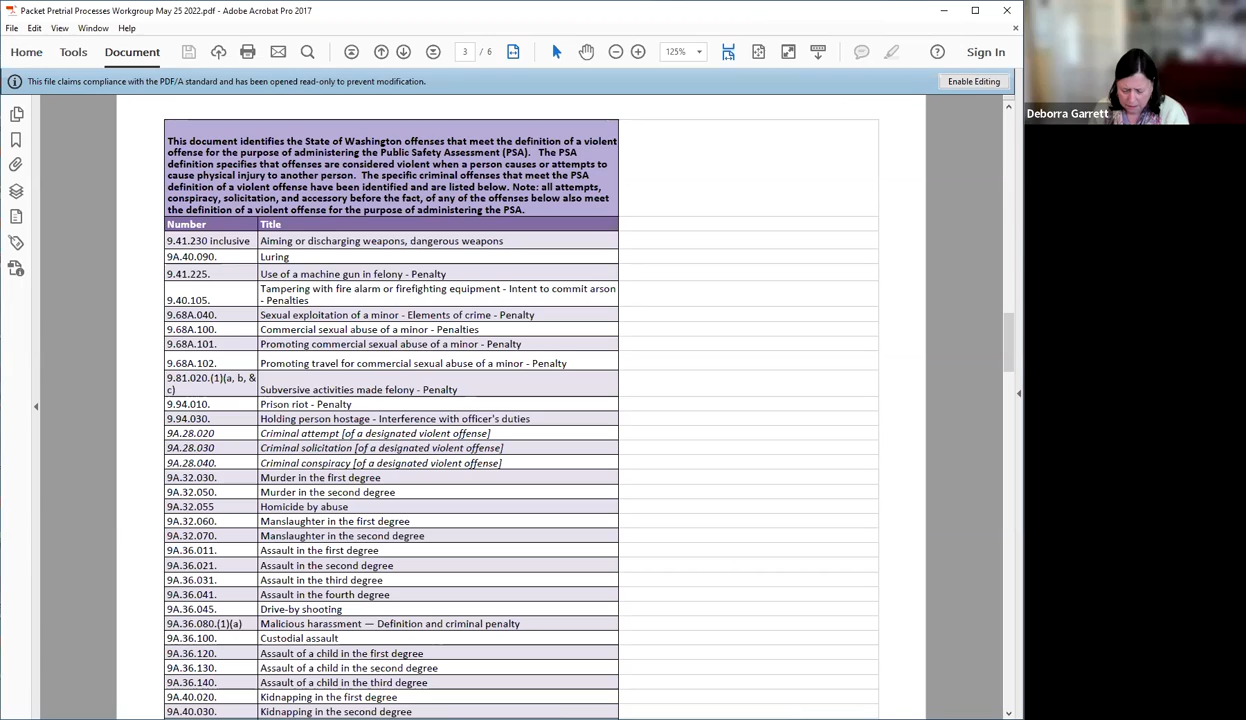 Packet Pretrial Processes Workgroup May 25 2022.pdf - Adobe Acrobat Pro 2017
File Edit View Window Help
Home Tools Document 3 / 6 125% Sign In
This file claims compliance with the PDF/A standard and has been opened read-only to prevent modification. Enable Editing
Deborra Garrett
This document identifies the State of Washington offenses that meet the definition of a violent
offense for the purpose of administering the Public Safety Assessment (PSA). The PSA
definition specifies that offenses are considered violent when a person causes or attempts to
cause physical injury to another person. The specific criminal offenses that meet the PSA
definition of a violent offense have been identified and are listed below. Note: all attempts,
conspiracy, solicitation, and accessory before the fact, of any of the offenses below also meet
the definition of a violent offense for the purpose of administering the PSA.
Number Title
9.41.230 inclusive Aiming or discharging weapons, dangerous weapons
9A.40.090. Luring
9.41.225. Use of a machine gun in felony - Penalty
Tampering with fire alarm or firefighting equipment - Intent to commit arson
9.40.105. - Penalties
9.68A.040. Sexual exploitation of a minor - Elements of crime - Penalty
9.68A.100. Commercial sexual abuse of a minor - Penalties
9.68A.101. Promoting commercial sexual abuse of a minor - Penalty
9.68A.102. Promoting travel for commercial sexual abuse of a minor - Penalty
9.81.020.(1)(a, b, &
c) Subversive activities made felony - Penalty
9.94.010. Prison riot - Penalty
9.94.030. Holding person hostage - Interference with officer's duties
9A.28.020 Criminal attempt [of a designated violent offense]
9A.28.030 Criminal solicitation [of a designated violent offense]
9A.28.040. Criminal conspiracy [of a designated violent offense]
9A.32.030. Murder in the first degree
9A.32.050. Murder in the second degree
9A.32.055 Homicide by abuse
9A.32.060. Manslaughter in the first degree
9A.32.070. Manslaughter in the second degree
9A.36.011. Assault in the first degree
9A.36.021. Assault in the second degree
9A.36.031. Assault in the third degree
9A.36.041. Assault in the fourth degree
9A.36.045. Drive-by shooting
9A.36.080.(1)(a) Malicious harassment — Definition and criminal penalty
9A.36.100. Custodial assault
9A.36.120. Assault of a child in the first degree
9A.36.130. Assault of a child in the second degree
9A.36.140. Assault of a child in the third degree
9A.40.020. Kidnapping in the first degree
9A.40.030. Kidnapping in the second degree